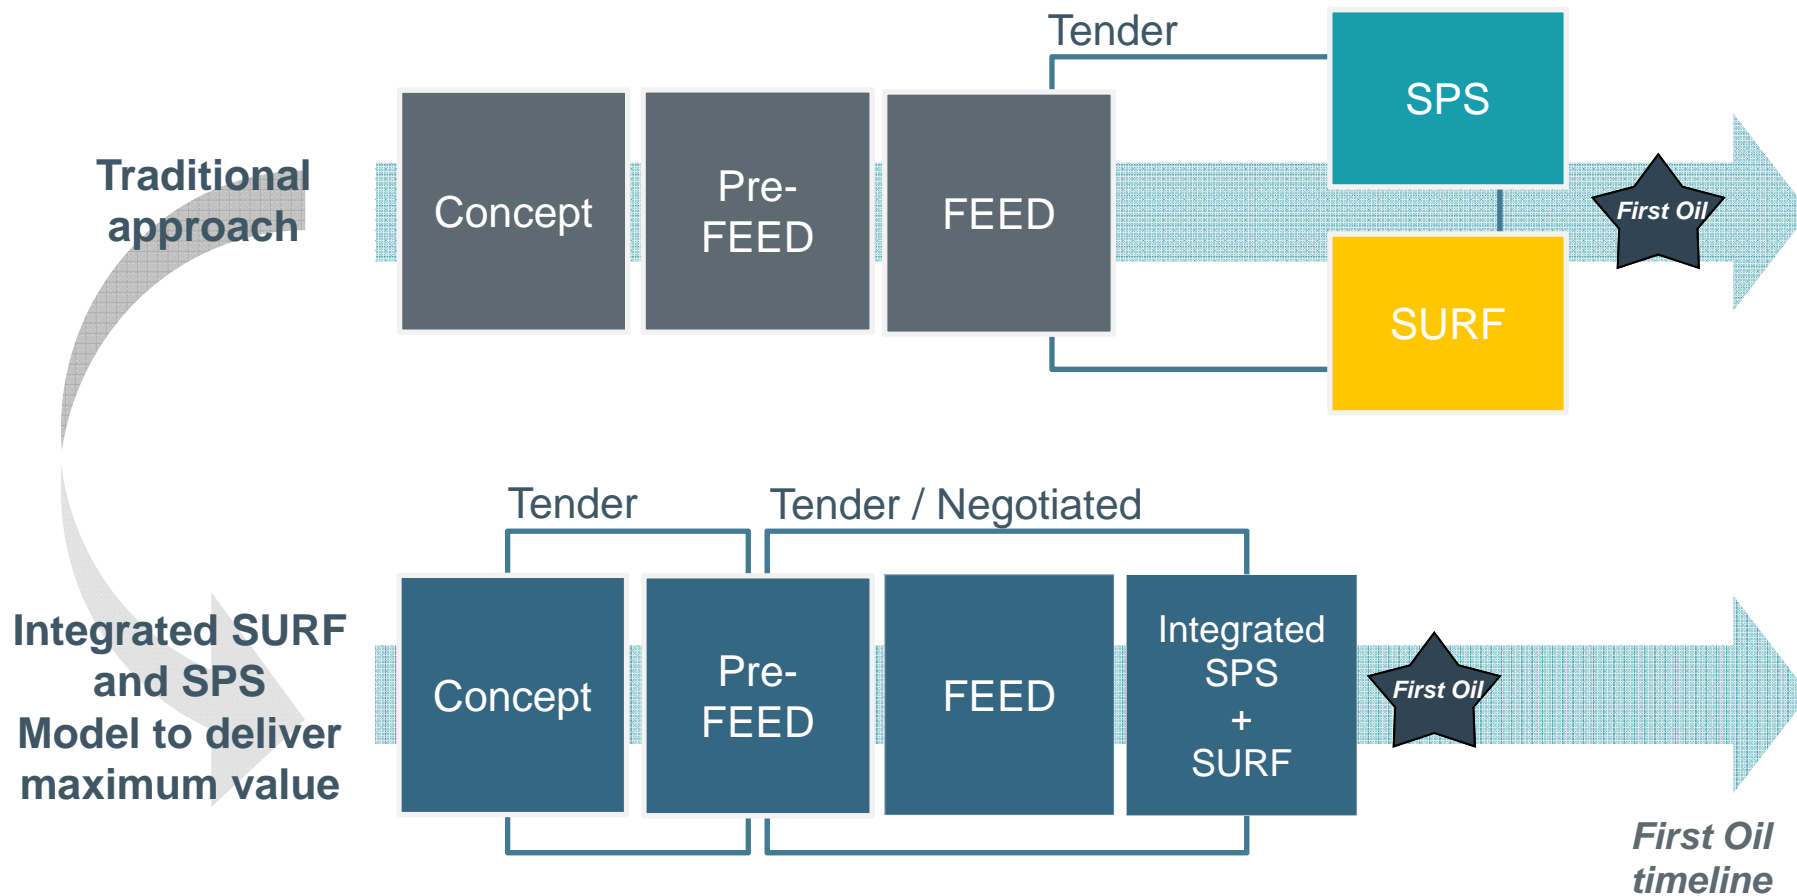 Tender
SPS
Traditional
approach
Concept
Pre-
FEED
FEED
First Oil
SURF
Tender
Tender / Negotiated
Integrated SURF
and SPS
Model to deliver
maximum value
Concept
Pre-
FEED
FEED
Integrated
SPS
+
SURF
First Oil
First Oil
timeline